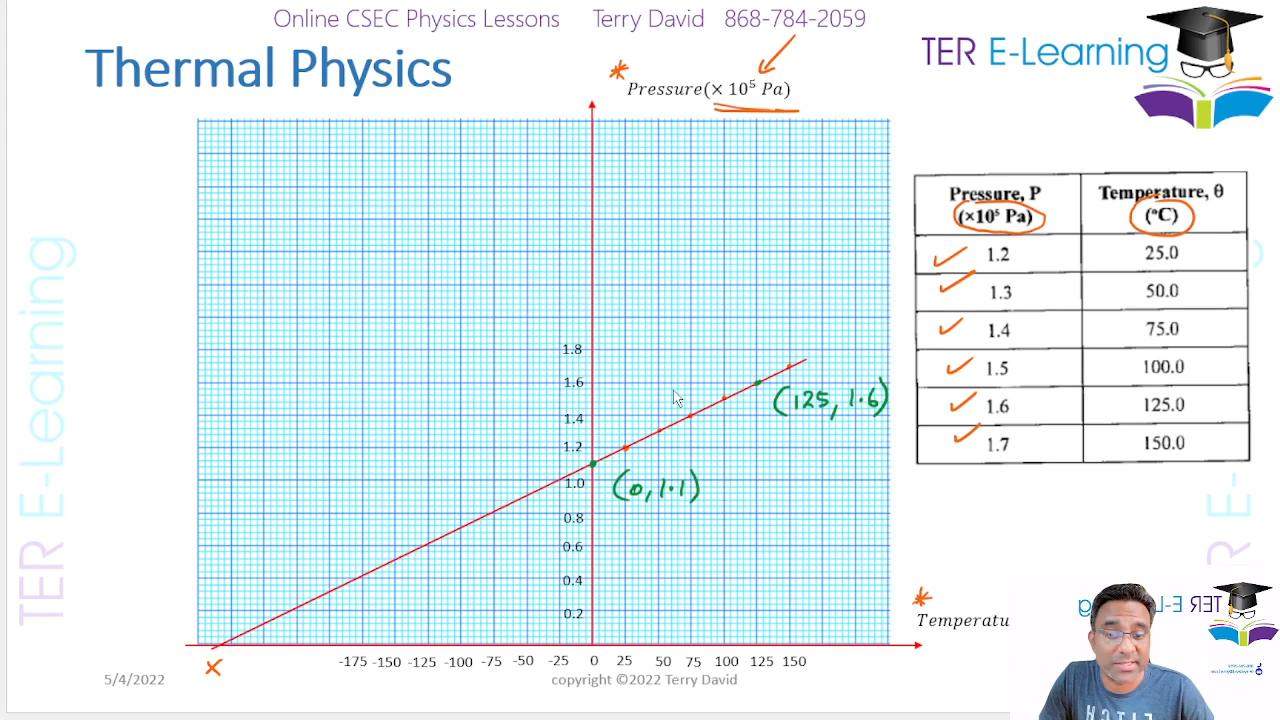 Online CSEC Physics Lessons Terry David 868-784-2059
TER E-Learning
Thermal Physics
Pressure(× 10⁵ Pa)
Pressure, P (×10⁵ Pa) Temperature, θ (°C)
1.2 25.0
1.3 50.0
1.4 75.0
1.5 100.0
1.6 125.0
1.7 150.0
1.8
1.6
1.4
1.2
1.0
0.8
0.6
0.4
0.2
(125, 1.6)
(0, 1.1)
-175 -150 -125 -100 -75 -50 -25 0 25 50 75 100 125 150
Temperatu
TER E-Learning
TER E-Learning
5/4/2022
copyright ©2022 Terry David